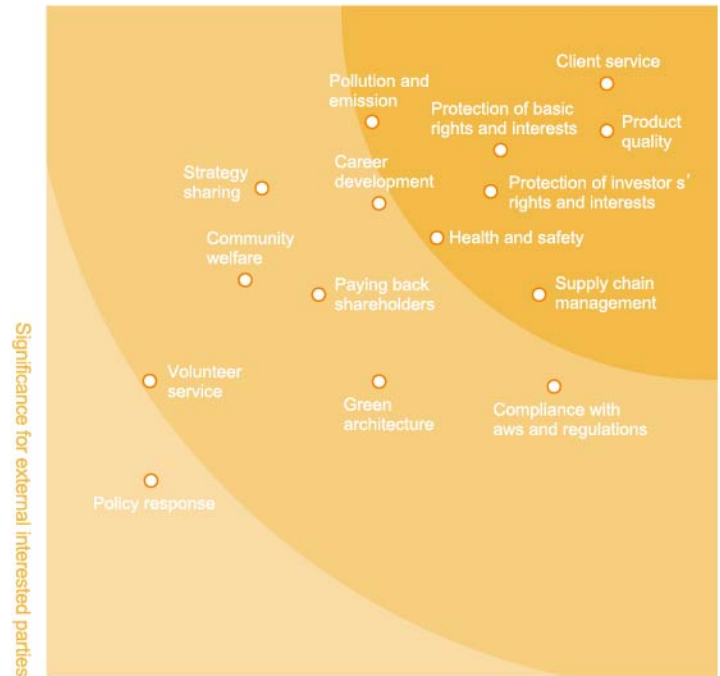 Client service
Pollution and
emission
Protection of basic
rights and interests
Product
quality
Strategy
sharing
Career
development
Protection of investor s'
rights and interests
Community
welfare
Health and safety
Paying back
shareholders
Supply chain
management
Volunteer
service
Green
architecture
Compliance with
aws and regulations
Policy response
Significance for external interested parties